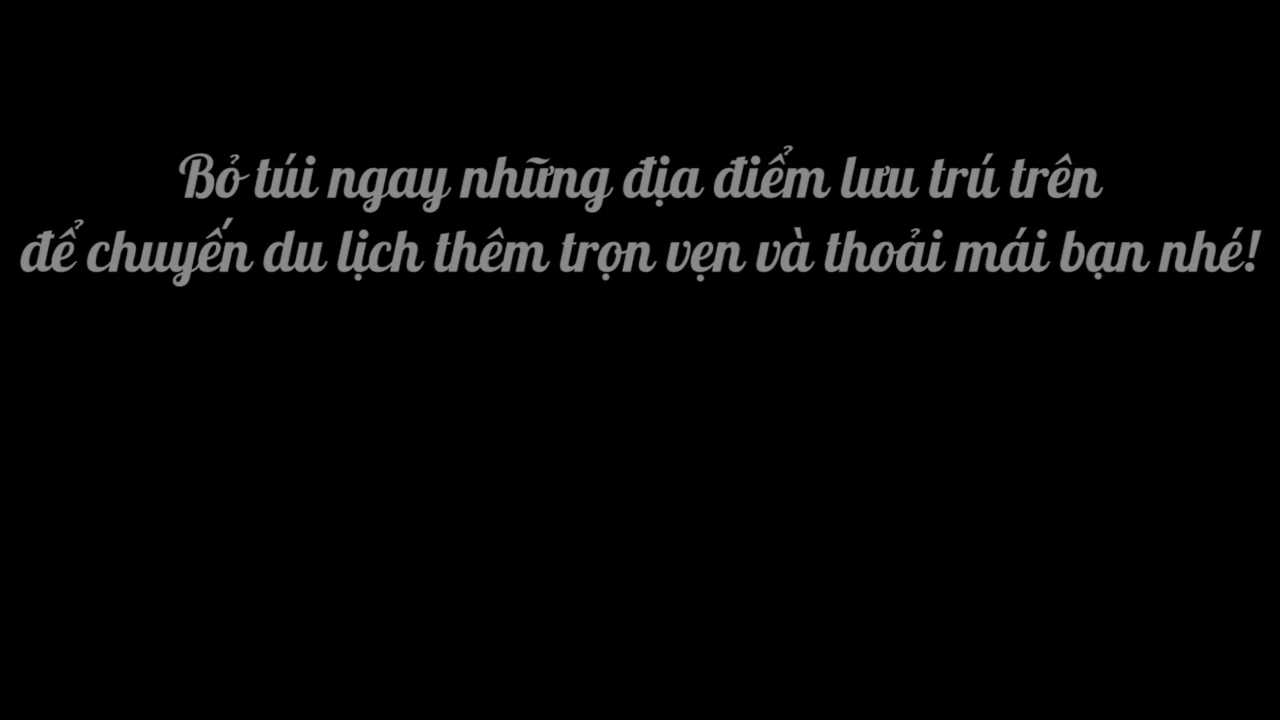 Bỏ túi ngay những địa điểm lưu trú trên
để chuyến du lịch thêm trọn vẹn và thoải mái bạn nhé!